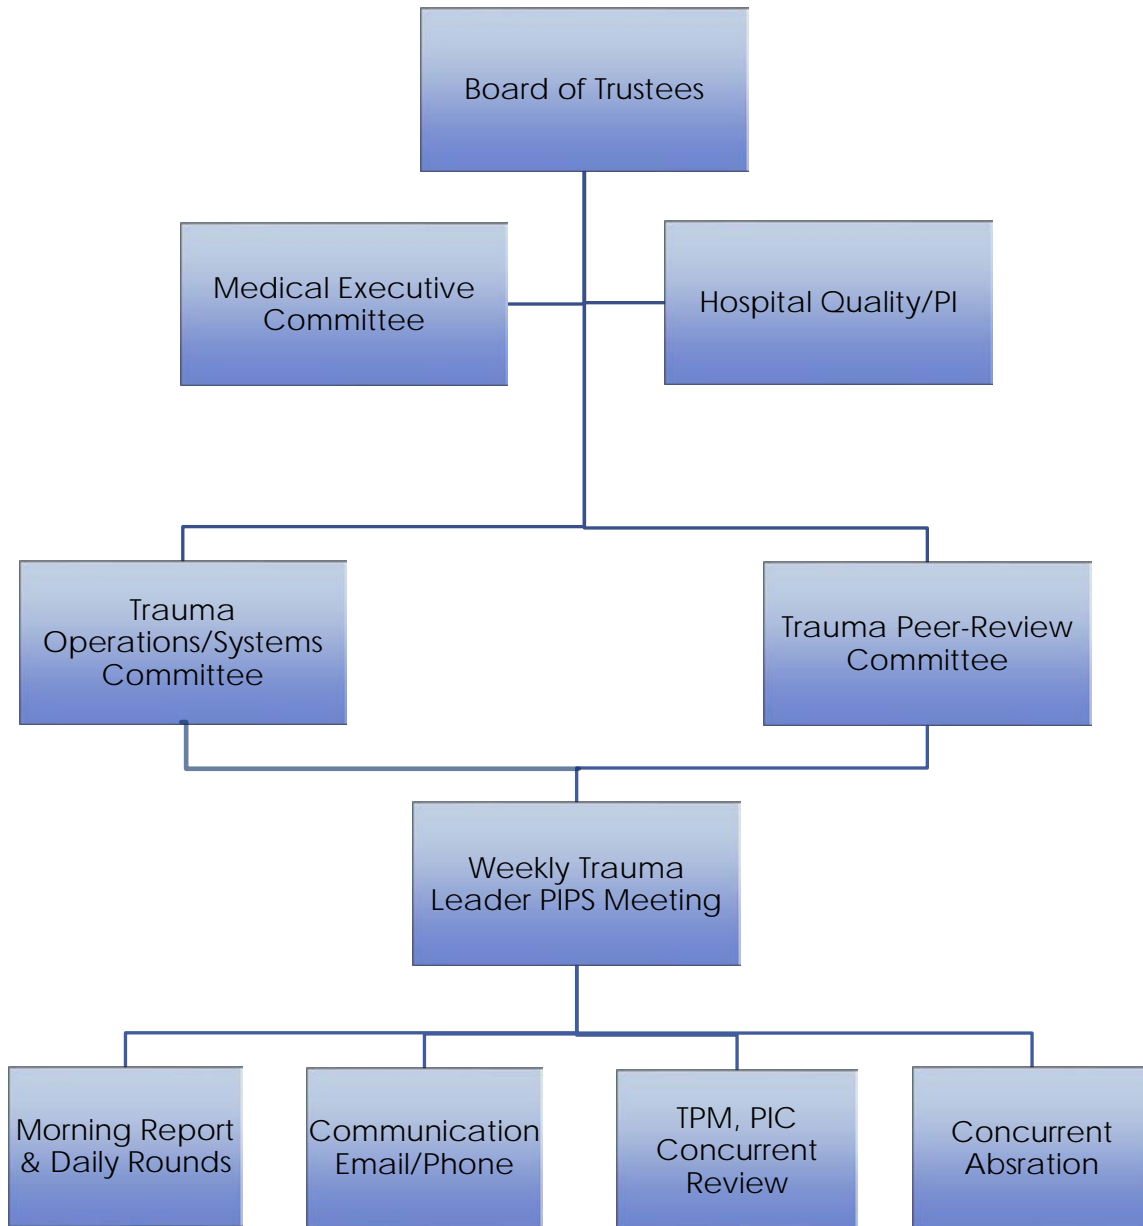 Board of Trustees
Medical Executive
Committee
Hospital Quality/PI
Trauma
Operations/Systems
Committee
Trauma Peer-Review
Committee
Weekly Trauma
Leader PIPS Meeting
Morning Report
& Daily Rounds
Communication
Email/Phone
TPM, PIC
Concurrent
Review
Concurrent
Absration